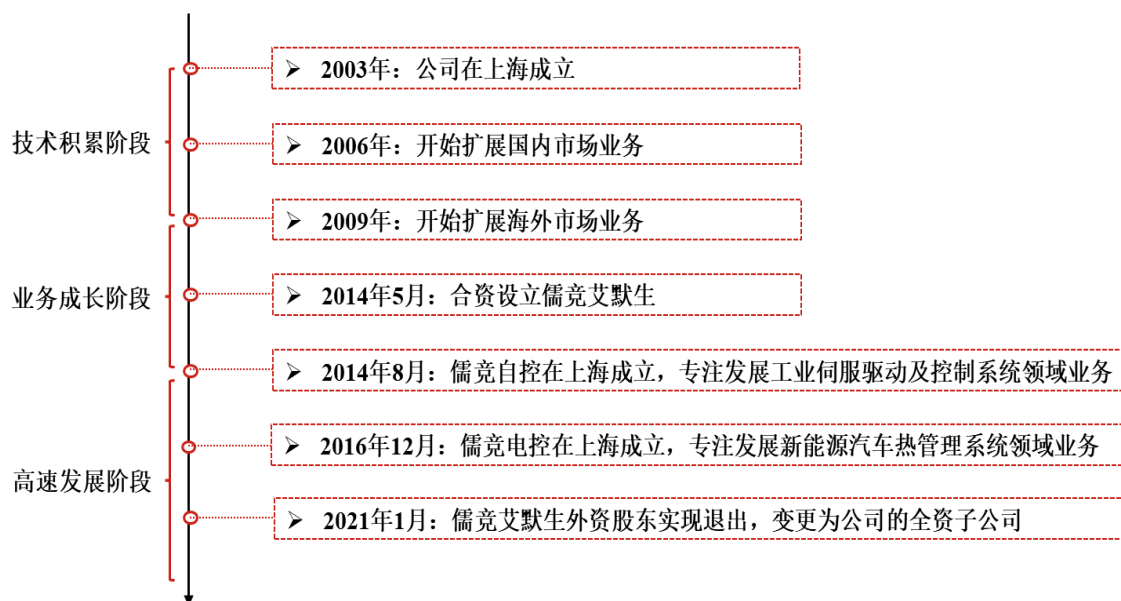 ➢ 2003年：公司在上海成立
技术积累阶段
➢ 2006年：开始扩展国内市场业务
➢ 2009年：开始扩展海外市场业务
业务成长阶段
➢ 2014年5月：合资设立儒竞艾默生
➢ 2014年8月：儒竞自控在上海成立，专注发展工业伺服驱动及控制系统领域业务
➢ 2016年12月：儒竞电控在上海成立，专注发展新能源汽车热管理系统领域业务
高速发展阶段
➢ 2021年1月：儒竞艾默生外资股东实现退出，变更为公司的全资子公司